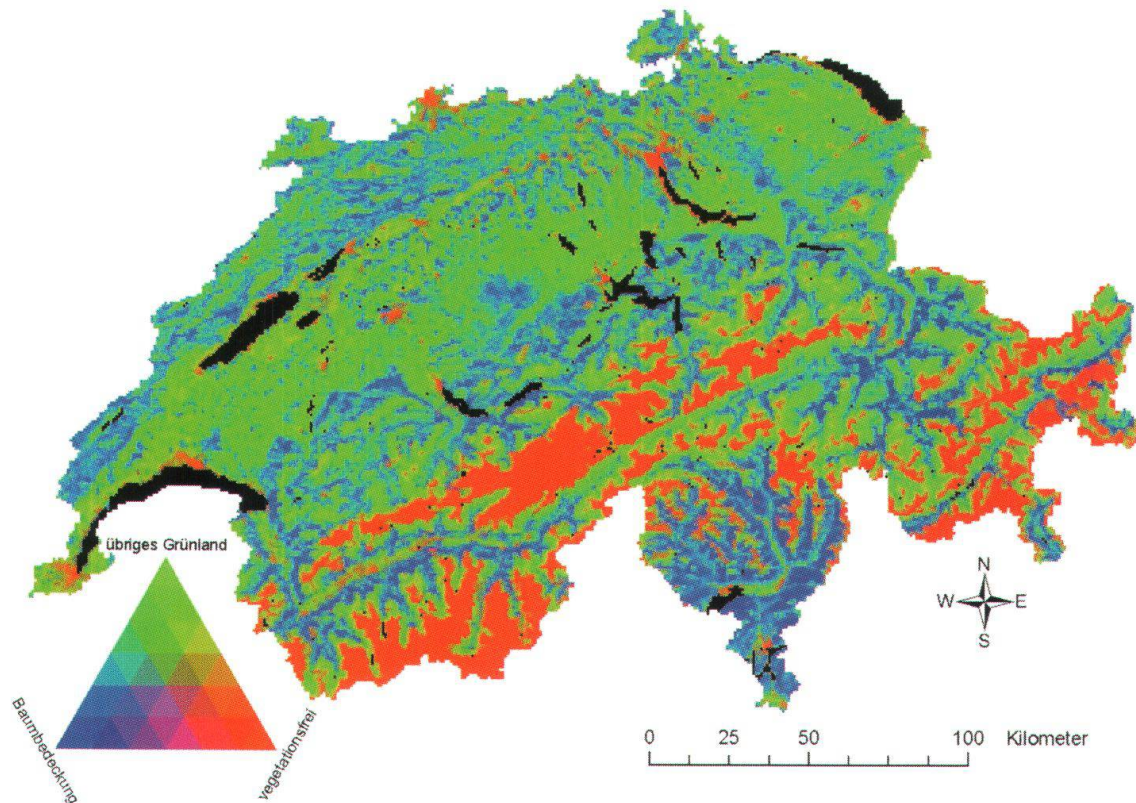 übriges Grünland
Baumbedeckung
vegetationsfrei
N
W E
S
0 25 50 100 Kilometer